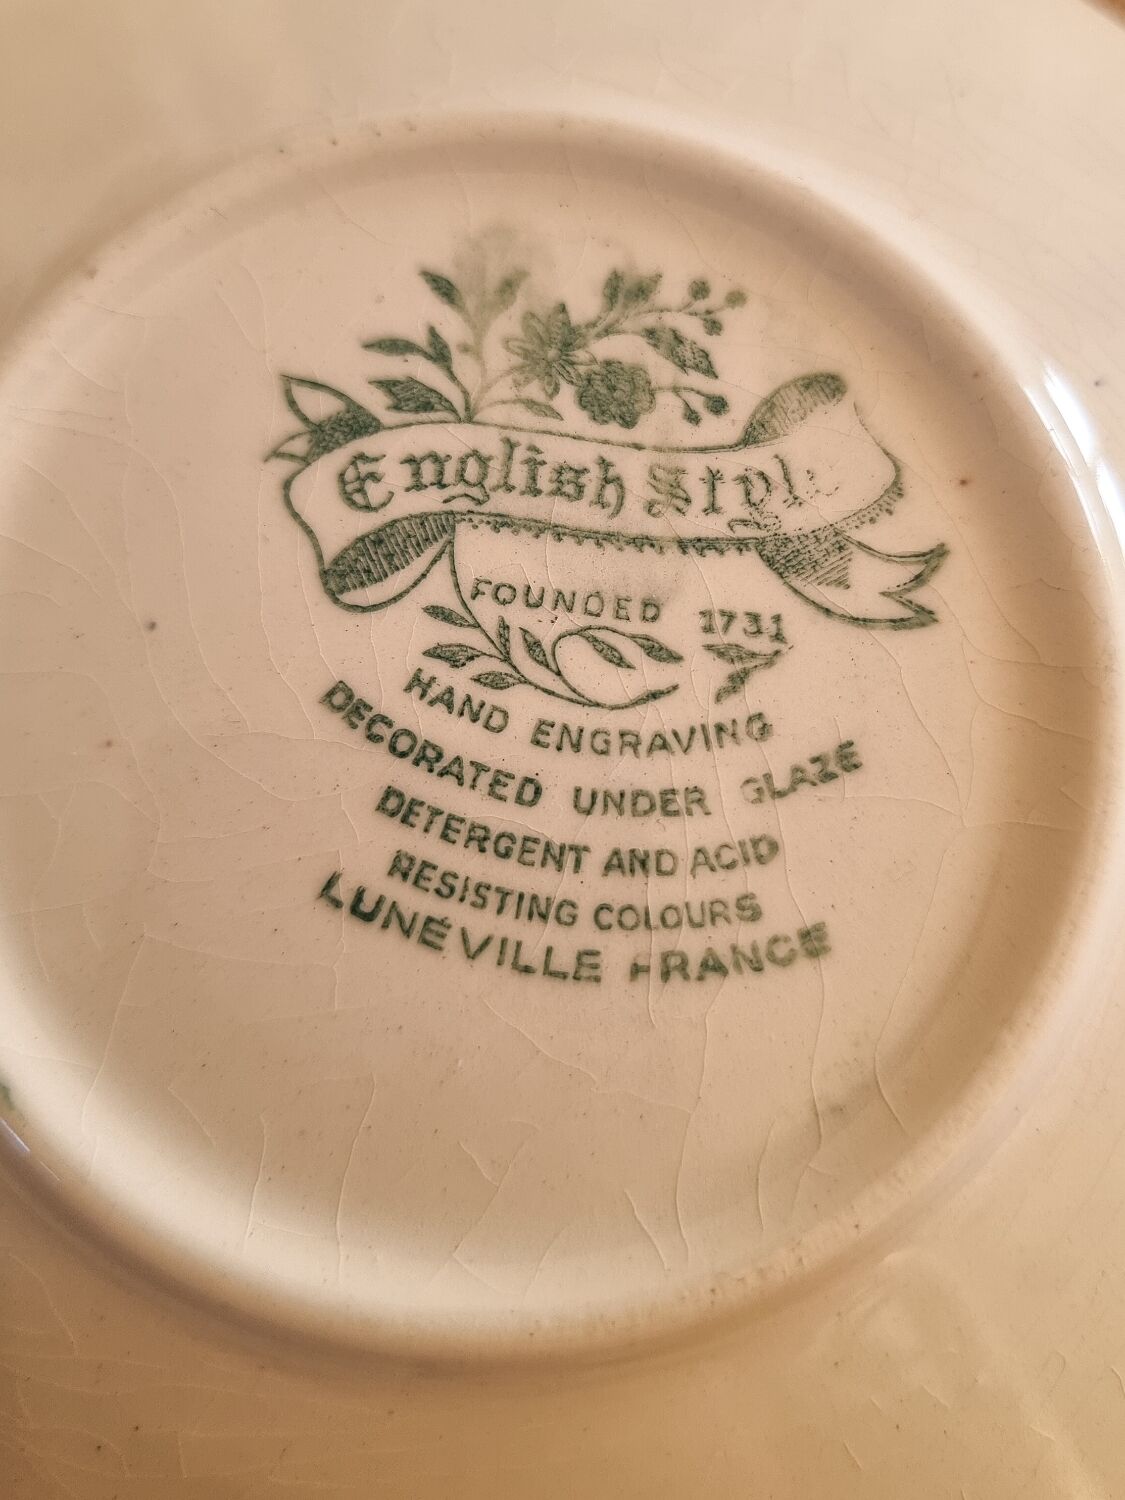 English Style
FOUNDED 1731
HAND ENGRAVING
DECORATED UNDER GLAZE
DETERGENT AND ACID
RESISTING COLOURS
LUNÉVILLE FRANCE